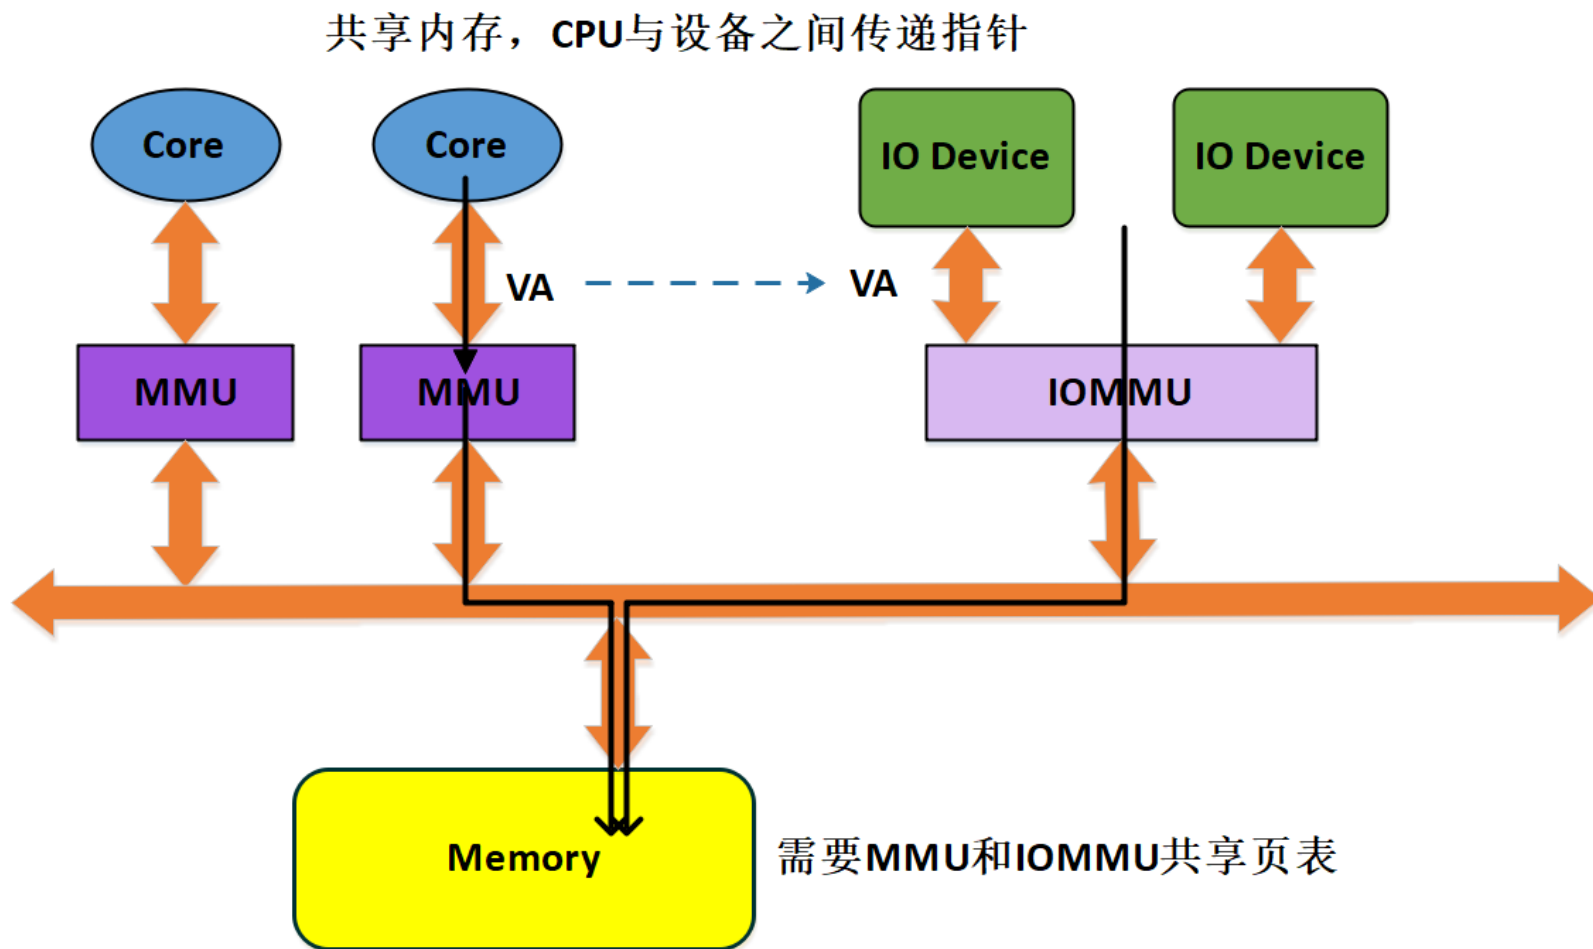 共享内存，CPU与设备之间传递指针
Core
Core
IO Device
IO Device
VA
VA
MMU
MMU
IOMMU
Memory
需要MMU和IOMMU共享页表